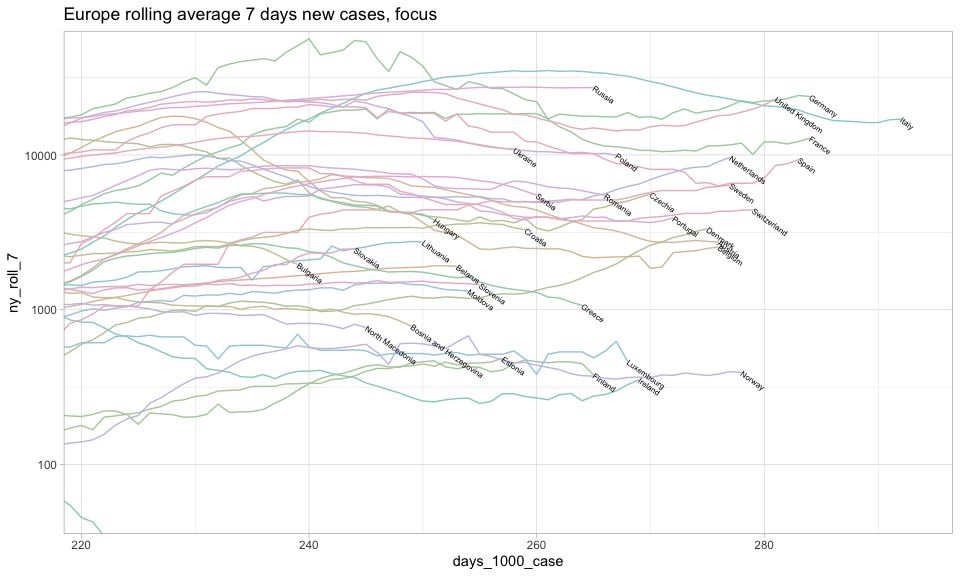 Europe rolling average 7 days new cases, focus
ny_roll_7
10000
1000
100
Russia
Germany
United Kingdom
Italy
France
Ukraine
Poland
Netherlands
Spain
Serbia
Romania
Czechia
Sweden
Switzerland
Portugal
Hungary
Croatia
Denmark
Belgium
Lithuania
Slovakia
Bulgaria
Belarus
Slovenia
Moldova
Greece
North Macedonia
Bosnia and Herzegovina
Estonia
Finland
Luxembourg
Ireland
Norway
220
240
260
280
days_1000_case